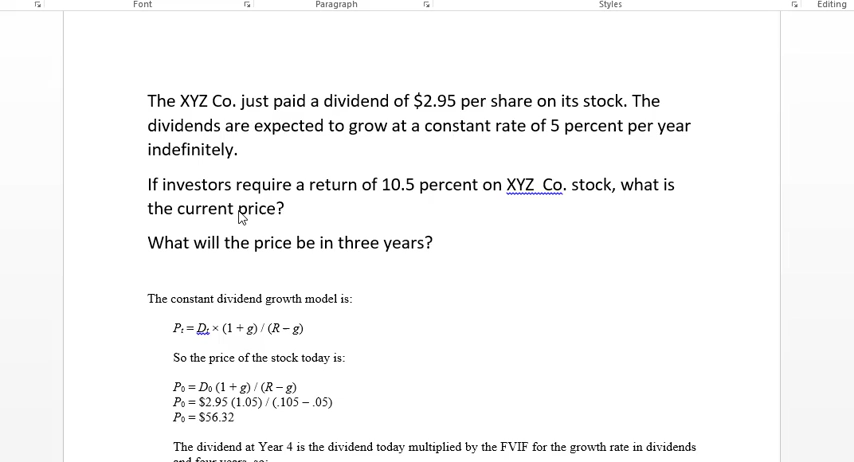 Font Paragraph Styles Editing
The XYZ Co. just paid a dividend of $2.95 per share on its stock. The
dividends are expected to grow at a constant rate of 5 percent per year
indefinitely.
If investors require a return of 10.5 percent on XYZ  Co. stock, what is
the current price?
What will the price be in three years?
The constant dividend growth model is:
Pₜ = Dₜ × (1 + g) / (R – g)
So the price of the stock today is:
P₀ = D₀ (1 + g) / (R – g)
P₀ = $2.95 (1.05) / (.105 – .05)
P₀ = $56.32
The dividend at Year 4 is the dividend today multiplied by the FVIF for the growth rate in dividends
and four years, so: